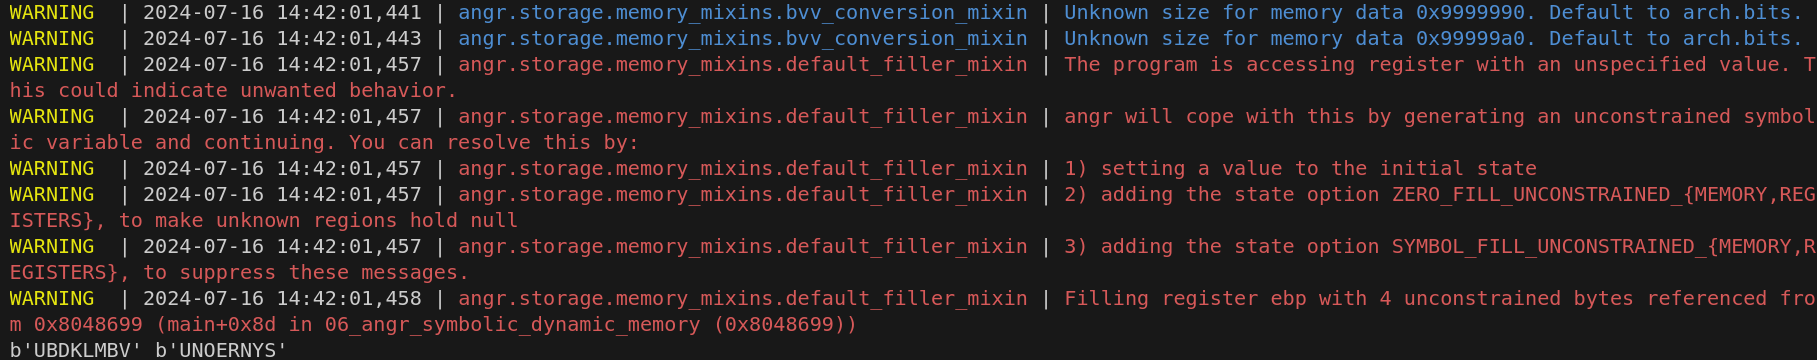 WARNING  | 2024-07-16 14:42:01,441 | angr.storage.memory_mixins.bvv_conversion_mixin | Unknown size for memory data 0x9999990. Default to arch.bits.
WARNING  | 2024-07-16 14:42:01,443 | angr.storage.memory_mixins.bvv_conversion_mixin | Unknown size for memory data 0x99999a0. Default to arch.bits.
WARNING  | 2024-07-16 14:42:01,457 | angr.storage.memory_mixins.default_filler_mixin | The program is accessing register with an unspecified value. T
his could indicate unwanted behavior.
WARNING  | 2024-07-16 14:42:01,457 | angr.storage.memory_mixins.default_filler_mixin | angr will cope with this by generating an unconstrained symbol
ic variable and continuing. You can resolve this by:
WARNING  | 2024-07-16 14:42:01,457 | angr.storage.memory_mixins.default_filler_mixin | 1) setting a value to the initial state
WARNING  | 2024-07-16 14:42:01,457 | angr.storage.memory_mixins.default_filler_mixin | 2) adding the state option ZERO_FILL_UNCONSTRAINED_{MEMORY,REG
ISTERS}, to make unknown regions hold null
WARNING  | 2024-07-16 14:42:01,457 | angr.storage.memory_mixins.default_filler_mixin | 3) adding the state option SYMBOL_FILL_UNCONSTRAINED_{MEMORY,R
EGISTERS}, to suppress these messages.
WARNING  | 2024-07-16 14:42:01,458 | angr.storage.memory_mixins.default_filler_mixin | Filling register ebp with 4 unconstrained bytes referenced fro
m 0x8048699 (main+0x8d in 06_angr_symbolic_dynamic_memory (0x8048699))
b'UBDKLMBV' b'UNOERNYS'